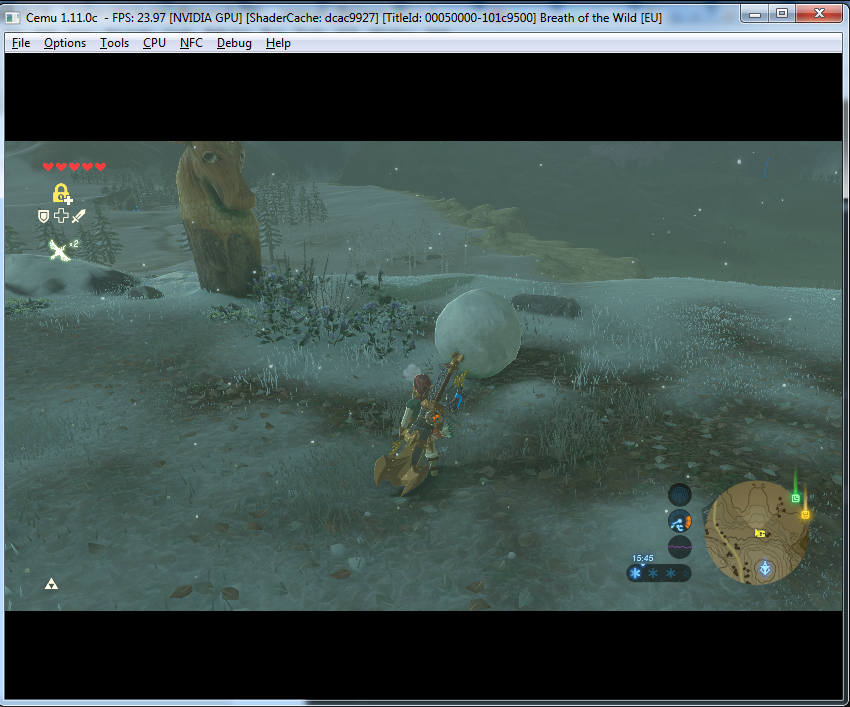 Cemu 1.11.0c - FPS: 23.97 [NVIDIA GPU] [ShaderCache: dcac9927] [TitleId: 00050000-101c9500] Breath of the Wild [EU]
File Options Tools CPU NFC Debug Help
×2
15:45